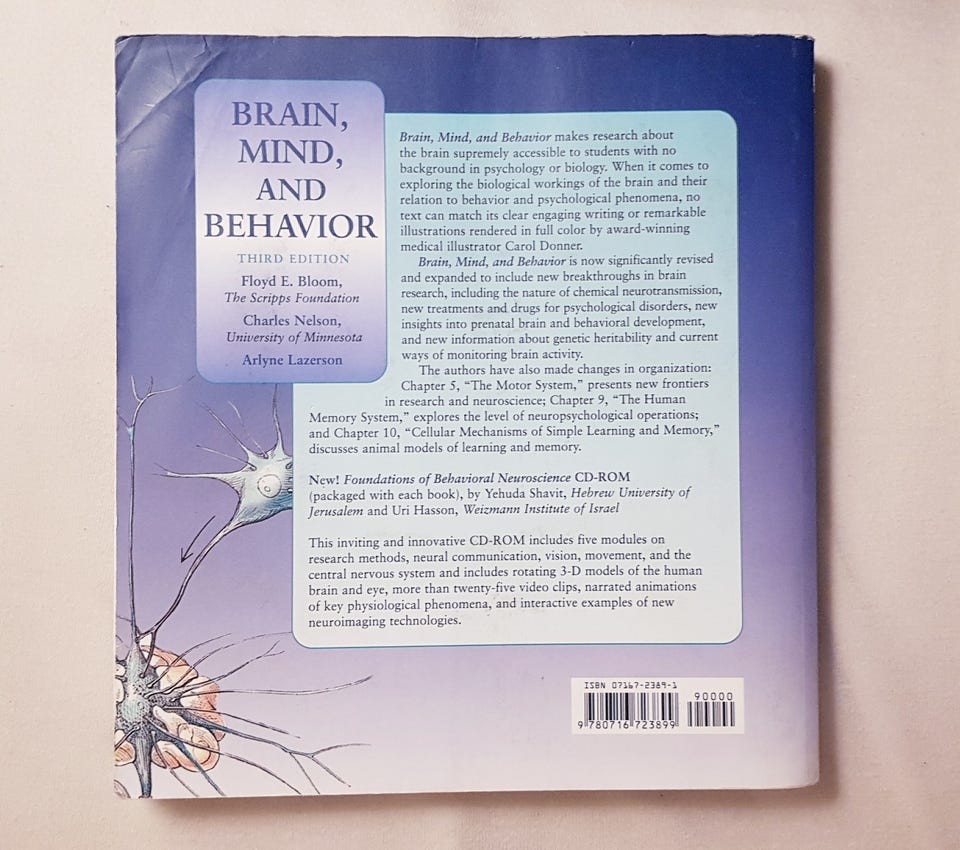 BRAIN,
MIND,
AND
BEHAVIOR
THIRD EDITION
Floyd E. Bloom,
The Scripps Foundation
Charles Nelson,
University of Minnesota
Arlyne Lazerson
Brain, Mind, and Behavior makes research about
the brain supremely accessible to students with no
background in psychology or biology. When it comes to
exploring the biological workings of the brain and their
relation to behavior and psychological phenomena, no
text can match its clear engaging writing or remarkable
illustrations rendered in full color by award-winning
medical illustrator Carol Donner.
Brain, Mind, and Behavior is now significantly revised
and expanded to include new breakthroughs in brain
research, including the nature of chemical neurotransmission,
new treatments and drugs for psychological disorders, new
insights into prenatal brain and behavioral development,
and new information about genetic heritability and current
ways of monitoring brain activity.
The authors have also made changes in organization:
Chapter 5, “The Motor System,” presents new frontiers
in research and neuroscience; Chapter 9, “The Human
Memory System,” explores the level of neuropsychological operations;
and Chapter 10, “Cellular Mechanisms of Simple Learning and Memory,”
discusses animal models of learning and memory.
New! Foundations of Behavioral Neuroscience CD-ROM
(packaged with each book), by Yehuda Shavit, Hebrew University of
Jerusalem and Uri Hasson, Weizmann Institute of Israel
This inviting and innovative CD-ROM includes five modules on
research methods, neural communication, vision, movement, and the
central nervous system and includes rotating 3-D models of the human
brain and eye, more than twenty-five video clips, narrated animations
of key physiological phenomena, and interactive examples of new
neuroimaging technologies.
ISBN 07167-2389-1
90000
9 780716 723899